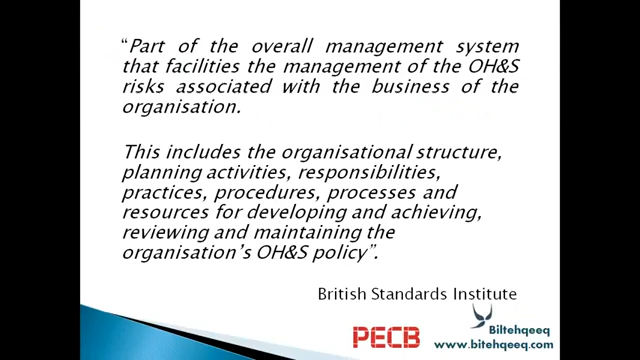 “Part of the overall management system
that facilities the management of the OH&S
risks associated with the business of the
organisation.
This includes the organisational structure,
planning activities, responsibilities,
practices, procedures, processes and
resources for developing and achieving,
reviewing and maintaining the
organisation’s OH&S policy”.
British Standards Institute
PECB
Biltehqeeq
www.bitehqeeq.com